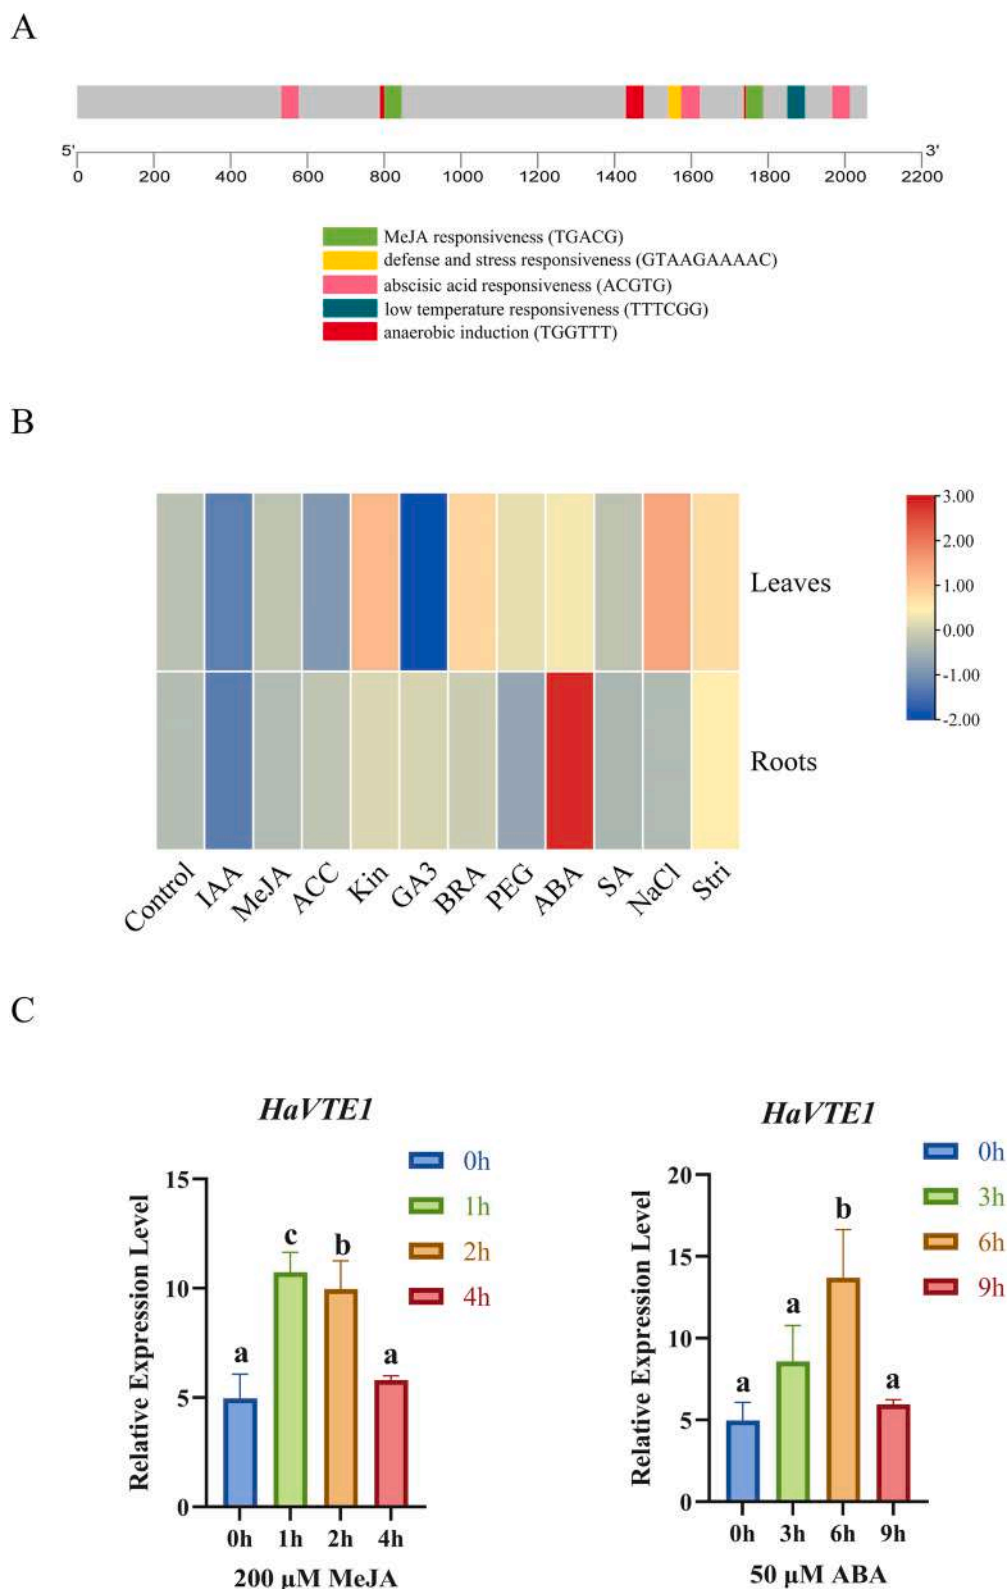 A
5'
3'
0 200 400 600 800 1000 1200 1400 1600 1800 2000 2200
MeJA responsiveness (TGACG)
defense and stress responsiveness (GTAAGAAAAC)
abscisic acid responsiveness (ACGTG)
low temperature responsiveness (TTTCGG)
anaerobic induction (TGGTTT)
B
3.00
2.00
1.00
0.00
-1.00
-2.00
Leaves
Roots
Control IAA MeJA ACC Kin GA3 BRA PEG ABA SA NaCl Stri
C
HaVTE1
0h
1h
2h
4h
Relative Expression Level
15
10
5
0
a c b a
0h 1h 2h 4h
200 μM MeJA
HaVTE1
0h
3h
6h
9h
Relative Expression Level
20
15
10
5
0
a a b a
0h 3h 6h 9h
50 μM ABA